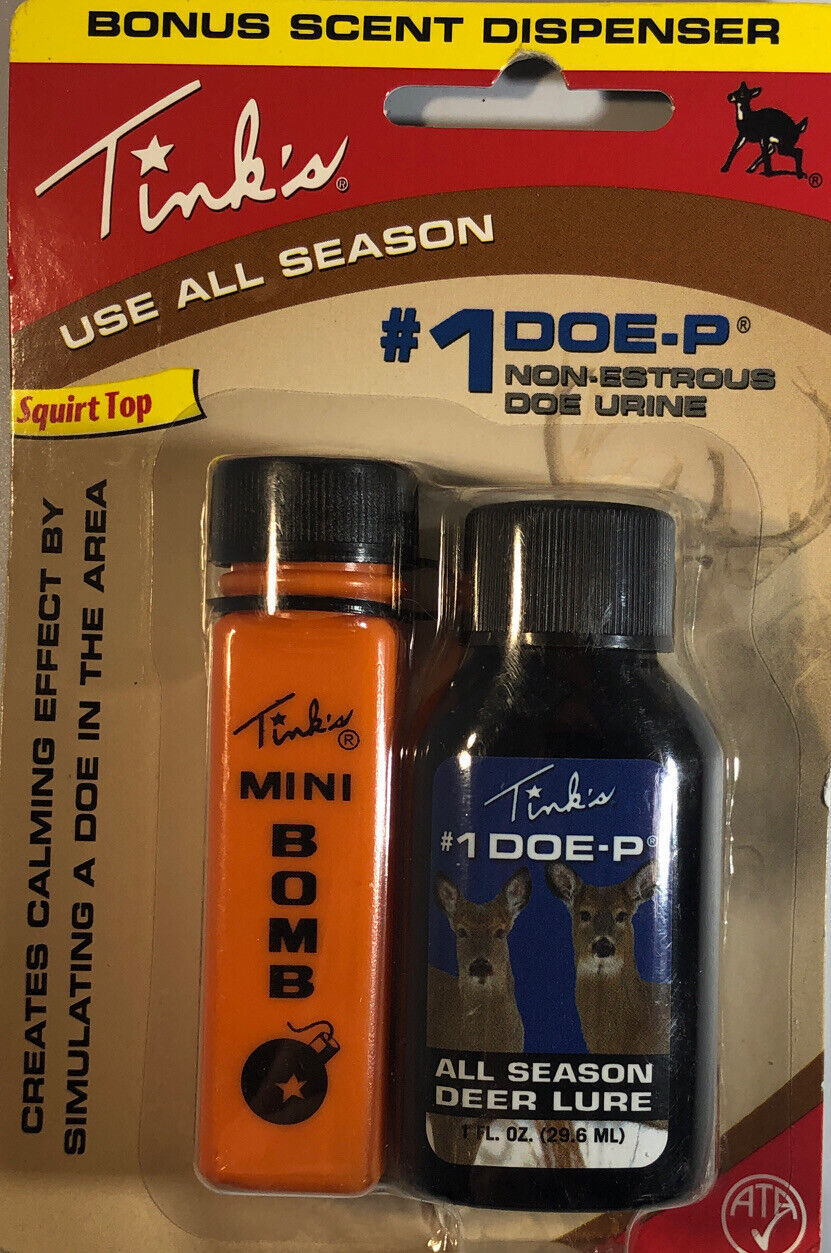 BONUS SCENT DISPENSER
Tink's®
®
USE ALL SEASON
#1 DOE-P®
NON-ESTROUS
DOE URINE
Squirt Top
CREATES CALMING EFFECT BY
SIMULATING A DOE IN THE AREA
Tink's®
MINI
BOMB
Tink's
#1 DOE-P®
ALL SEASON
DEER LURE
1 FL. OZ. (29.6 ML)
ATA